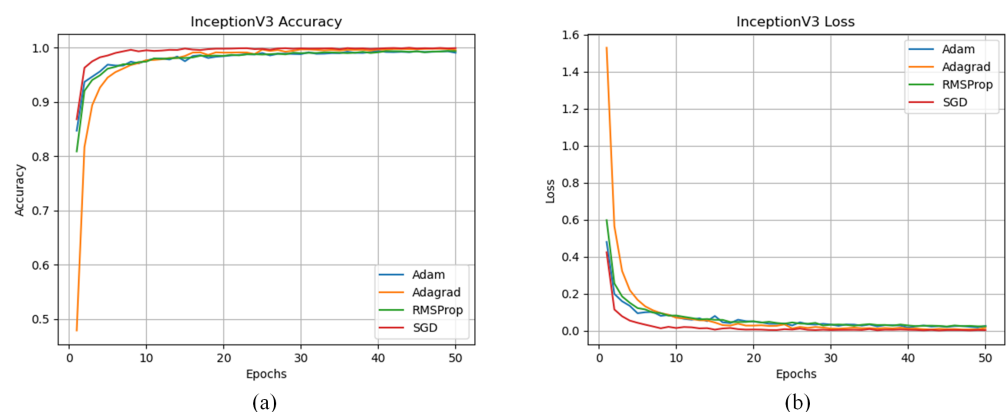 InceptionV3 Accuracy
1.0
0.9
0.8
0.7
0.6
0.5
Accuracy
0 10 20 30 40 50
Epochs
Adam
Adagrad
RMSProp
SGD
(a)
InceptionV3 Loss
1.6
1.4
1.2
1.0
0.8
0.6
0.4
0.2
0.0
Loss
0 10 20 30 40 50
Epochs
Adam
Adagrad
RMSProp
SGD
(b)